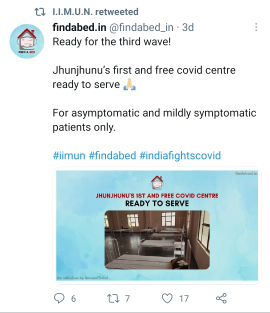 I.I.M.U.N. retweeted
findabed.in @findabed_in · 3d
Ready for the third wave!
Jhunjhunu's first and free covid centre
ready to serve 🙏🏻
For asymptomatic and mildly symptomatic
patients only.
#iimun #findabed #indiafightscovid
JHUNJHUNU'S 1ST AND FREE COVID CENTRE
READY TO SERVE
6 7 17